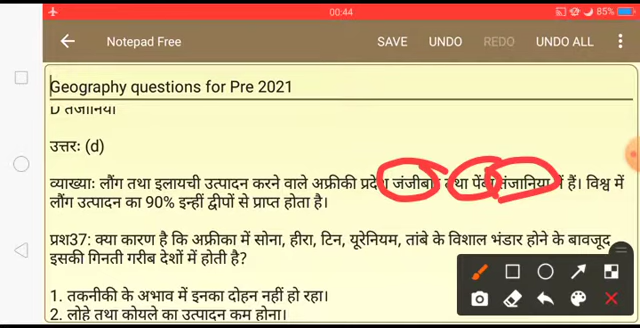 00:44
85%
Notepad Free
SAVE
UNDO
REDO
UNDO ALL
Geography questions for Pre 2021
D तंजानिया
उत्तरः (d)
व्याख्याः लौंग तथा इलायची उत्पादन करने वाले अफ्रीकी प्रदेश जंजीबार तथा पेंबा तंजानिया में हैं। विश्व में
लौंग उत्पादन का 90% इन्हीं द्वीपों से प्राप्त होता है।
प्रश37: क्या कारण है कि अफ्रीका में सोना, हीरा, टिन, यूरेनियम, तांबे के विशाल भंडार होने के बावजूद
इसकी गिनती गरीब देशों में होती है?
1. तकनीकी के अभाव में इनका दोहन नहीं हो रहा।
2. लोहे तथा कोयले का उत्पादन कम होना।